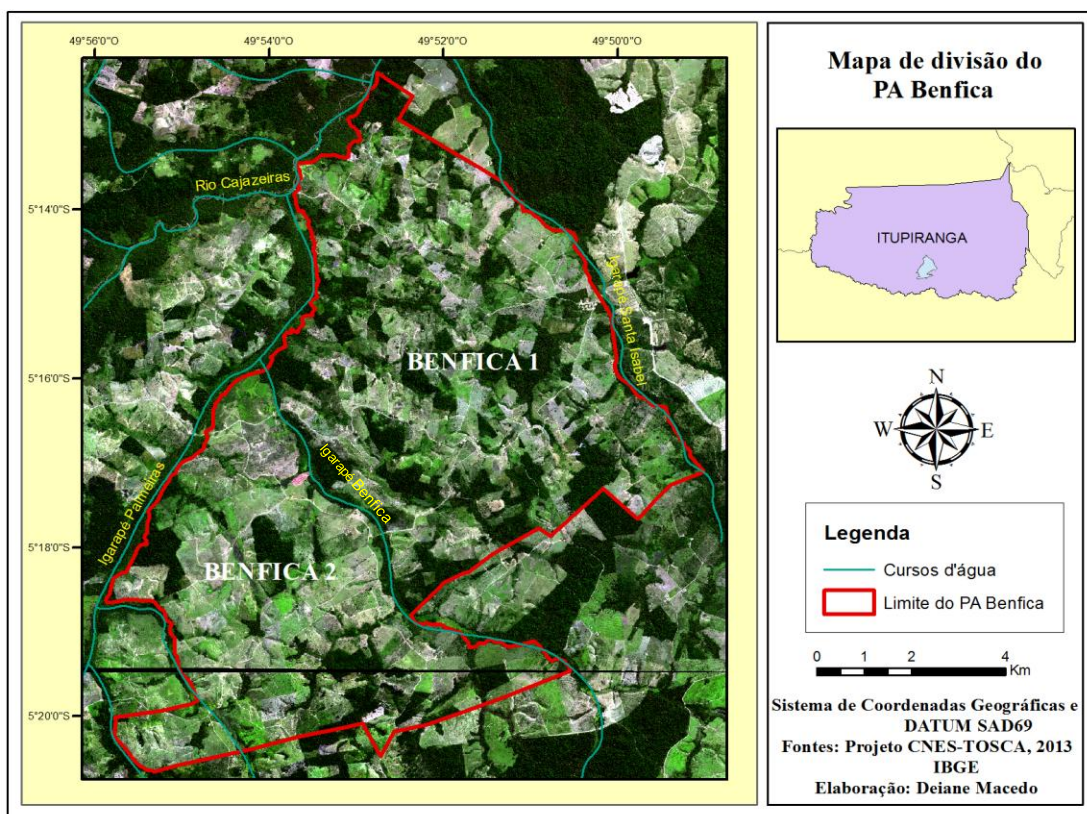 49°56'0"O
49°54'0"O
49°52'0"O
49°50'0"O
5°14'0"S
5°16'0"S
5°18'0"S
5°20'0"S
Rio Cajazeiras
Igarapé Santa Isabel
BENFICA 1
Igarapé Benfica
Igarapé Palmeiras
BENFICA 2
Mapa de divisão do
PA Benfica
ITUPIRANGA
N
W
E
S
Legenda
Cursos d'água
Limite do PA Benfica
0 1 2 4
Km
Sistema de Coordenadas Geográficas e
DATUM SAD69
Fontes: Projeto CNES-TOSCA, 2013
IBGE
Elaboração: Deiane Macedo